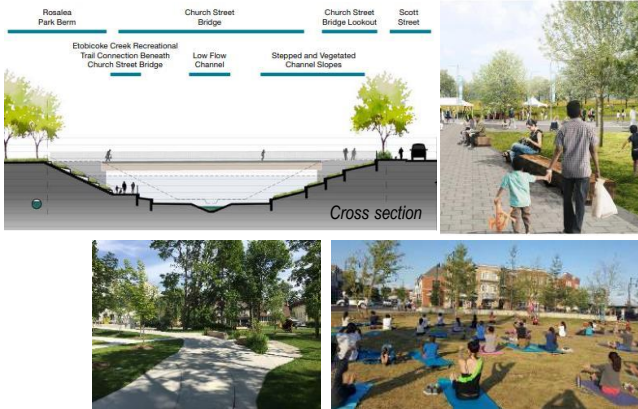 Rosalea
Park Berm
Church Street
Bridge
Church Street
Bridge Lookout
Scott
Street
Etobicoke Creek Recreational
Trail Connection Beneath
Church Street Bridge
Low Flow
Channel
Stepped and Vegetated
Channel Slopes
Cross section